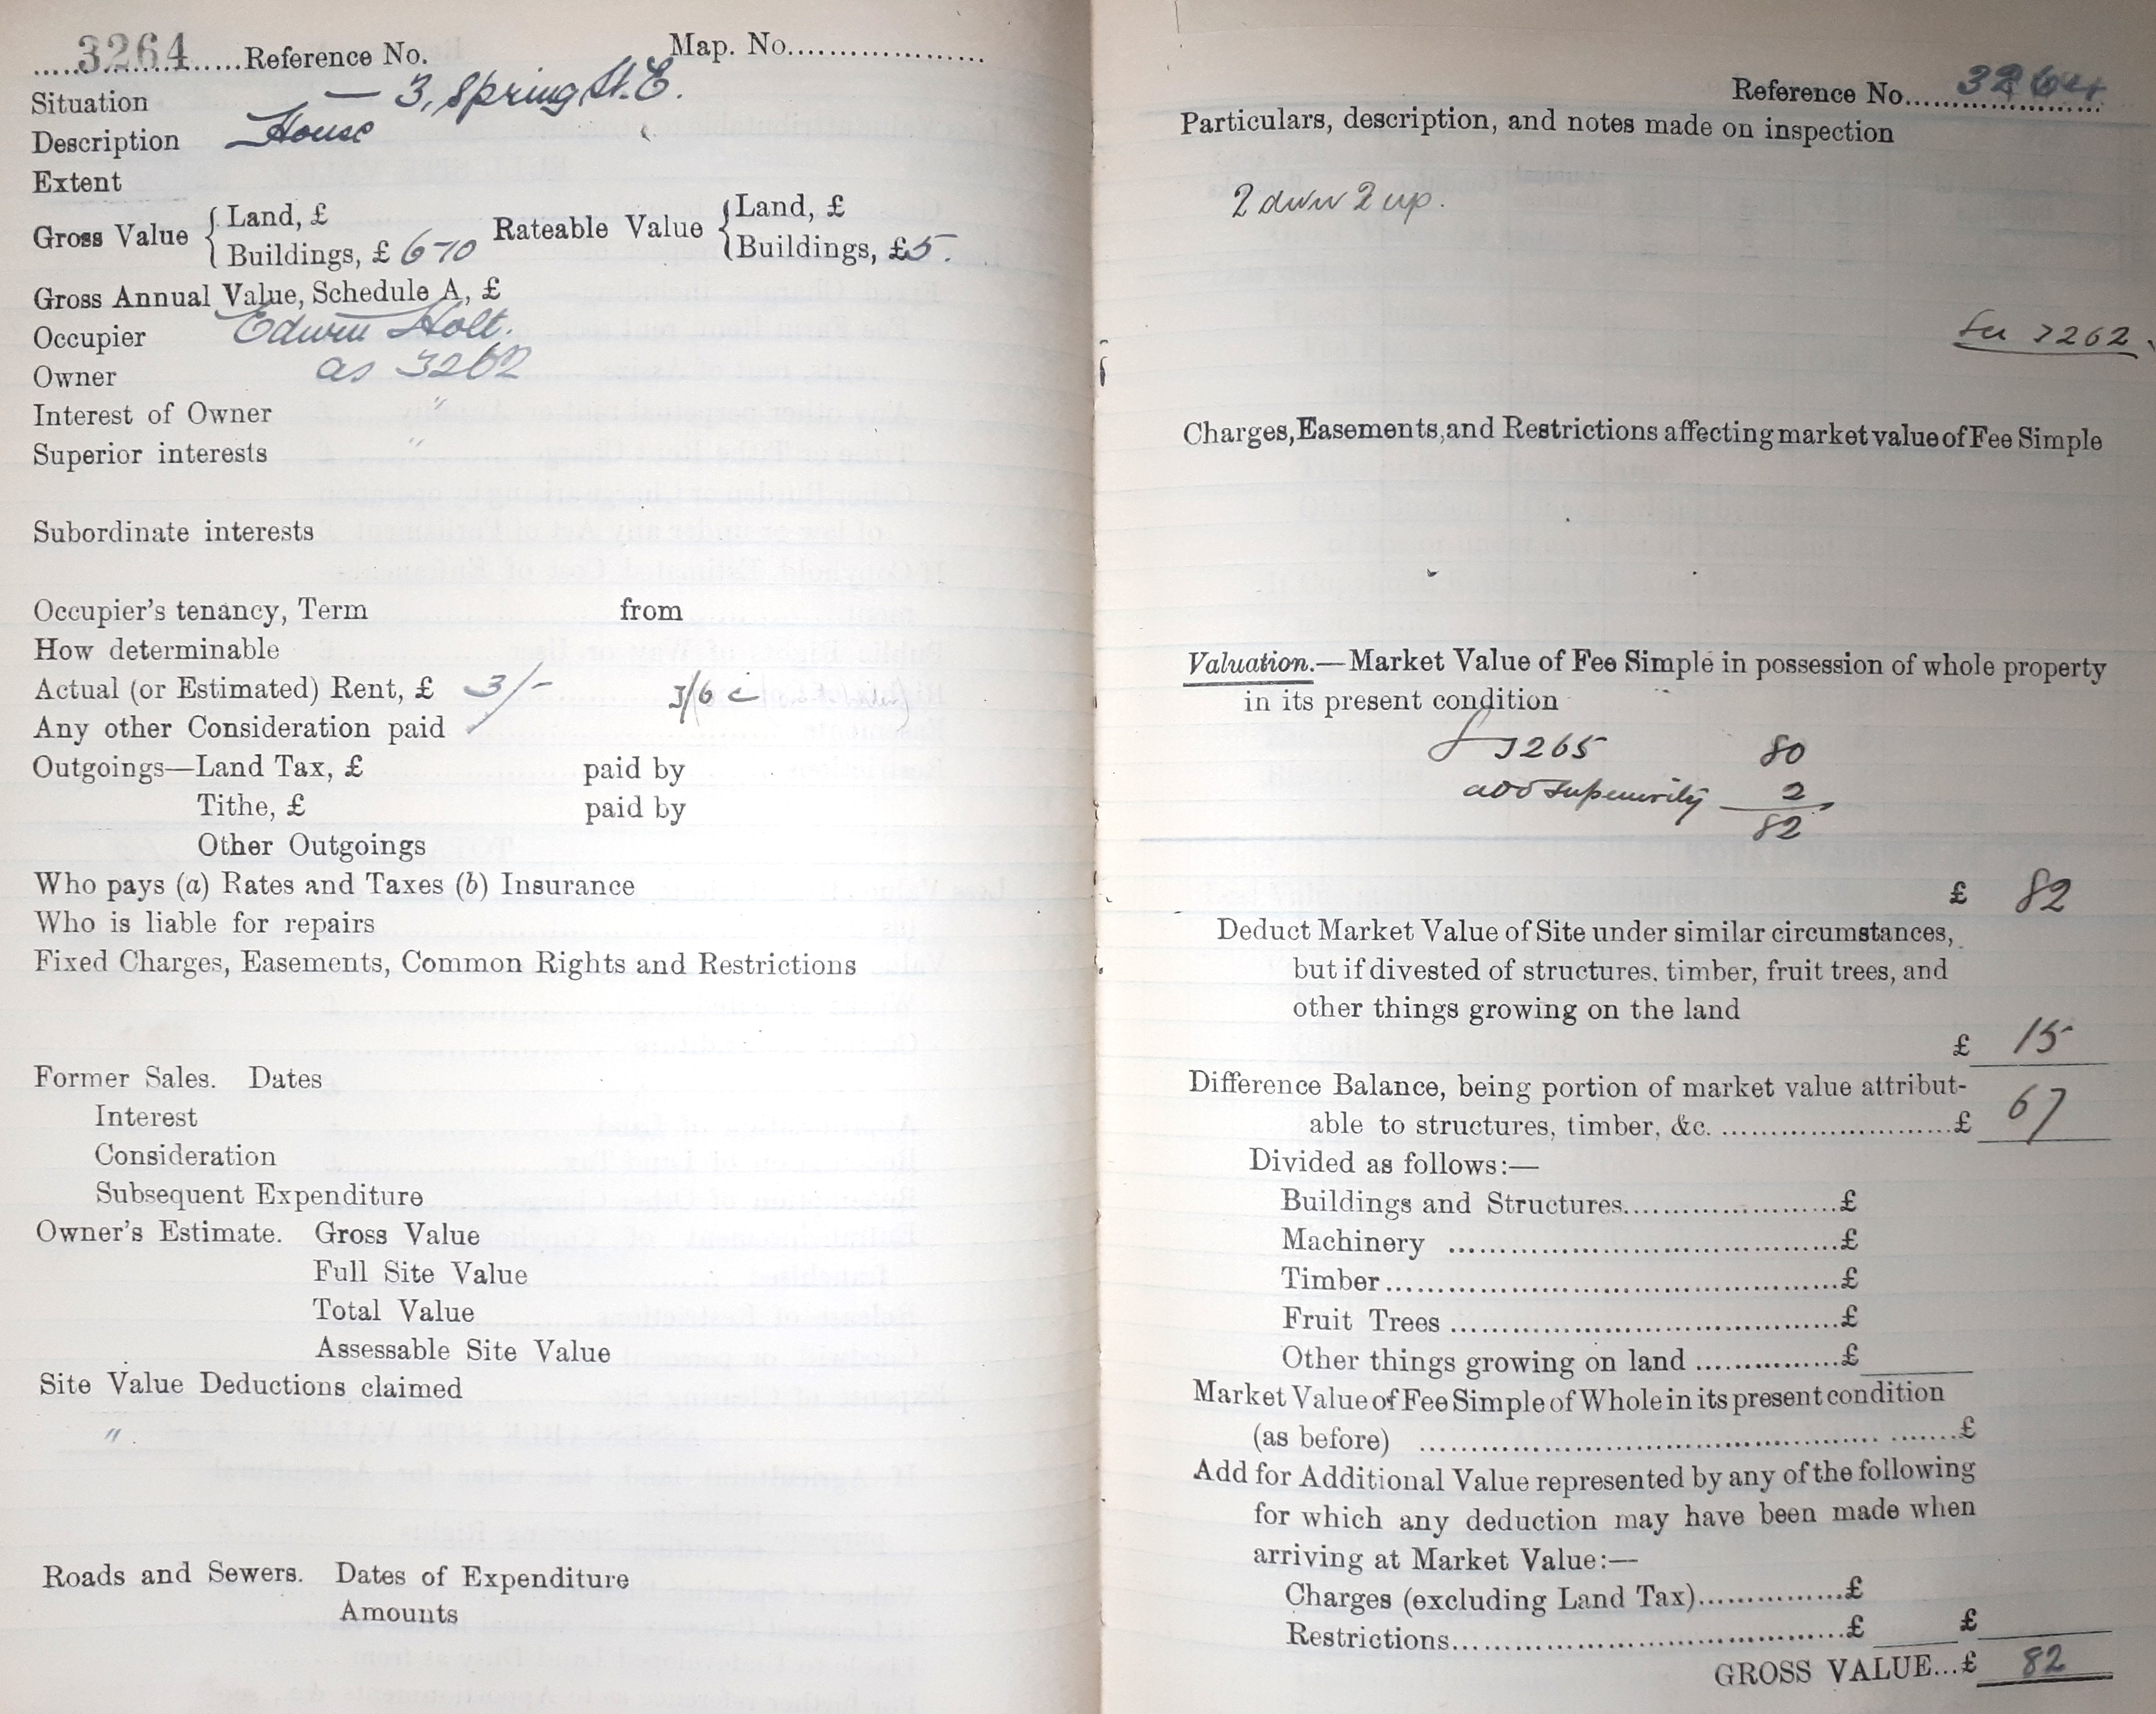 .....3264.....Reference No.
Map. No.....................
Situation — 3, Spring St. E.
Description House
Extent
Gross Value { Land, £
Buildings, £ 6-10
Rateable Value { Land, £
Buildings, £5.
Gross Annual Value, Schedule A, £
Occupier Edwin Holt.
Owner as 3262
Interest of Owner "
Superior interests "
Subordinate interests
Occupier's tenancy, Term from
How determinable
Actual (or Estimated) Rent, £ 3/- 3/6 c
Any other Consideration paid
Outgoings—Land Tax, £ paid by
Tithe, £ paid by
Other Outgoings
Who pays (a) Rates and Taxes (b) Insurance
Who is liable for repairs
Fixed Charges, Easements, Common Rights and Restrictions
Former Sales. Dates
Interest
Consideration
Subsequent Expenditure
Owner's Estimate. Gross Value
Full Site Value
Total Value
Assessable Site Value
Site Value Deductions claimed
"
Roads and Sewers. Dates of Expenditure
Amounts
Reference No. 3264
Particulars, description, and notes made on inspection
2 down 2 up.
See 3262
Charges, Easements, and Restrictions affecting market value of Fee Simple
Valuation.—Market Value of Fee Simple in possession of whole property
in its present condition
3265 80
add superiority 2
82
£ 82
Deduct Market Value of Site under similar circumstances,
but if divested of structures, timber, fruit trees, and
other things growing on the land
£ 15
Difference Balance, being portion of market value attribut-
able to structures, timber, &c. ........................£ 67
Divided as follows:—
Buildings and Structures......................£
Machinery ......................................£
Timber............................................£
Fruit Trees ......................................£
Other things growing on land ..............£
Market Value of Fee Simple of Whole in its present condition
(as before) ......................................................£
Add for Additional Value represented by any of the following
for which any deduction may have been made when
arriving at Market Value:—
Charges (excluding Land Tax)...............£
Restrictions........................................£ £
GROSS VALUE...£ 82